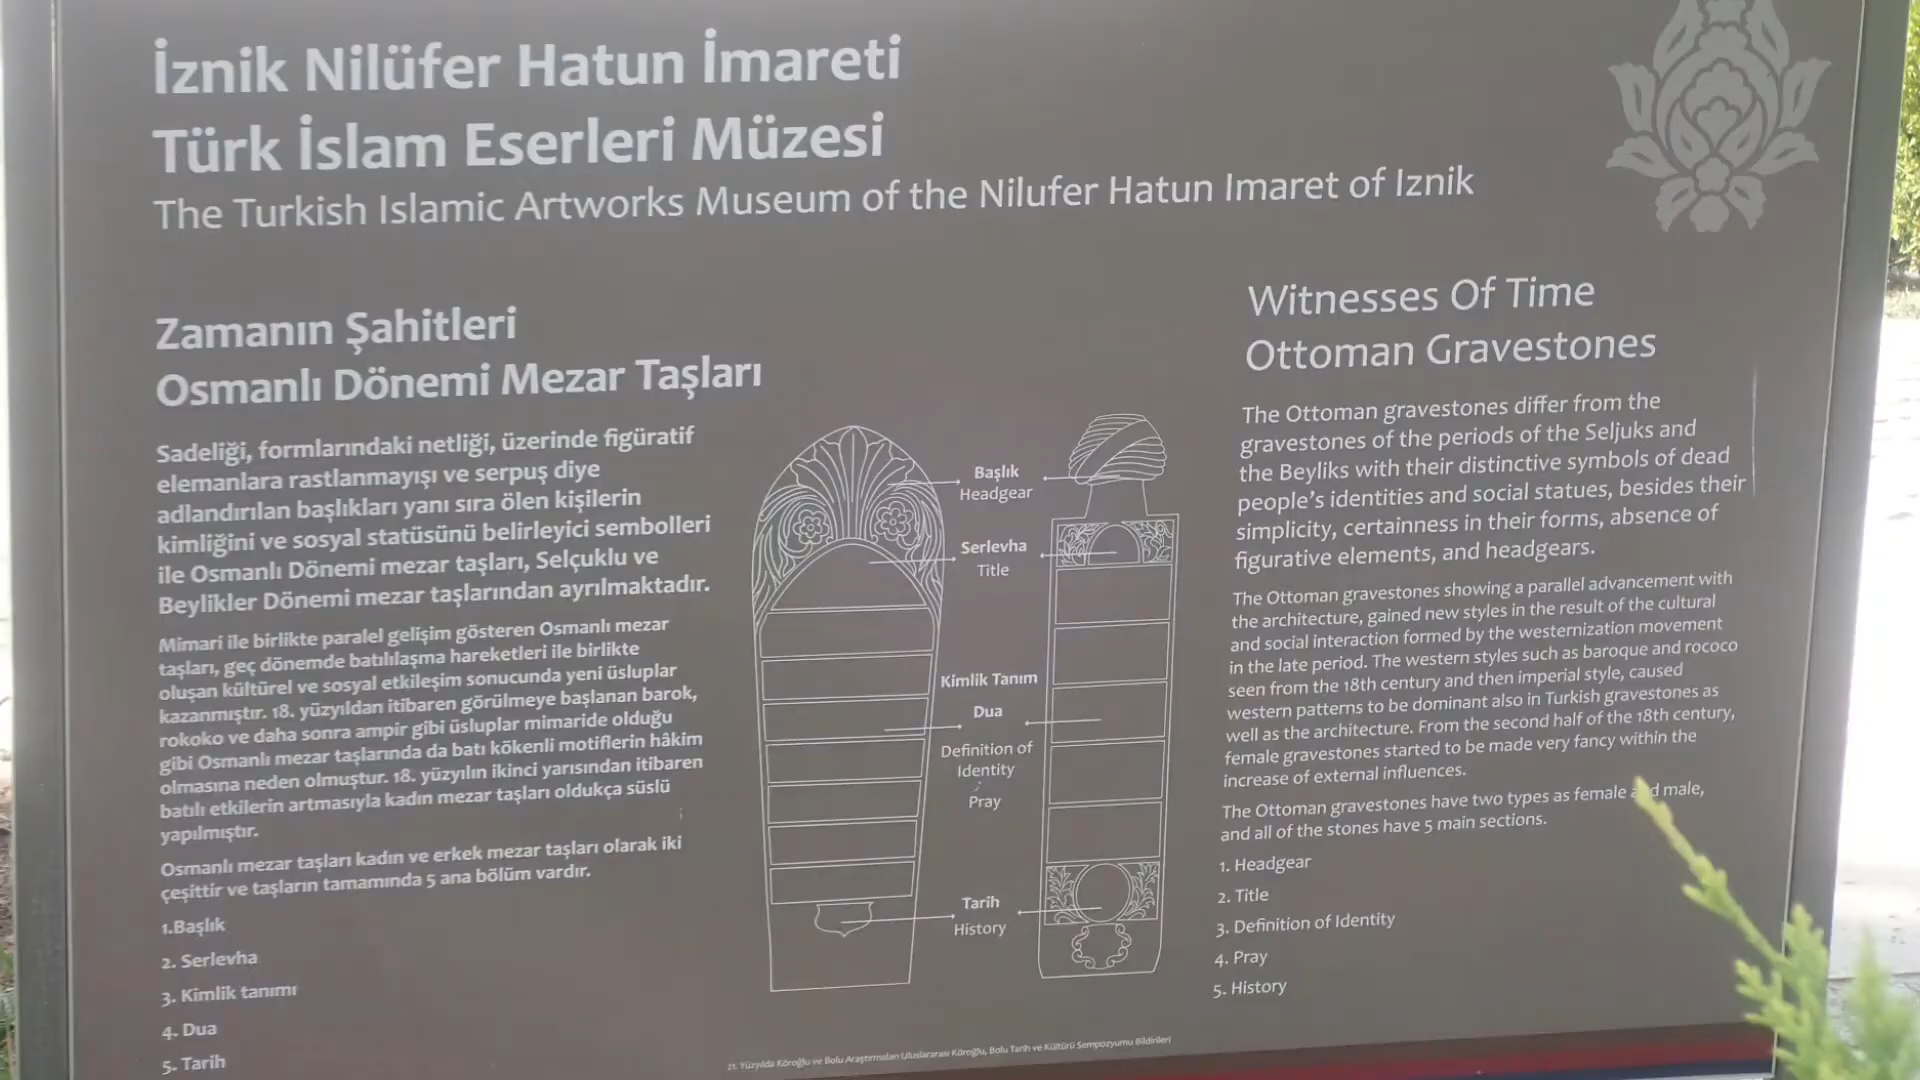 İznik Nilüfer Hatun İmareti
Türk İslam Eserleri Müzesi
The Turkish Islamic Artworks Museum of the Nilufer Hatun Imaret of Iznik
Zamanın Şahitleri
Osmanlı Dönemi Mezar Taşları
Sadeliği, formlarındaki netliği, üzerinde figüratif
elemanlara rastlanmayışı ve serpuş diye
adlandırılan başlıkları yanı sıra ölen kişilerin
kimliğini ve sosyal statüsünü belirleyici sembolleri
ile Osmanlı Dönemi mezar taşları, Selçuklu ve
Beylikler Dönemi mezar taşlarından ayrılmaktadır.
Mimari ile birlikte paralel gelişim gösteren Osmanlı mezar
taşları, geç dönemde batılılaşma hareketleri ile birlikte
oluşan kültürel ve sosyal etkileşim sonucunda yeni üsluplar
kazanmıştır. 18. yüzyıldan itibaren görülmeye başlanan barok,
rokoko ve daha sonra ampir gibi üsluplar mimaride olduğu
gibi Osmanlı mezar taşlarında da batı kökenli motiflerin hâkim
olmasına neden olmuştur. 18. yüzyılın ikinci yarısından itibaren
batılı etkilerin artmasıyla kadın mezar taşları oldukça süslü
yapılmıştır.
Osmanlı mezar taşları kadın ve erkek mezar taşları olarak iki
çeşittir ve taşların tamamında 5 ana bölüm vardır.
1.Başlık
2. Serlevha
3. Kimlik tanımı
4. Dua
5. Tarih
Başlık
Headgear
Serlevha
Title
Kimlik Tanım
Dua
Definition of
Identity
Pray
Tarih
History
Witnesses Of Time
Ottoman Gravestones
The Ottoman gravestones differ from the
gravestones of the periods of the Seljuks and
the Beyliks with their distinctive symbols of dead
people's identities and social statues, besides their
simplicity, certainness in their forms, absence of
figurative elements, and headgears.
The Ottoman gravestones showing a parallel advancement with
the architecture, gained new styles in the result of the cultural
and social interaction formed by the westernization movement
in the late period. The western styles such as baroque and rococo
seen from the 18th century and then imperial style, caused
western patterns to be dominant also in Turkish gravestones as
well as the architecture. From the second half of the 18th century,
female gravestones started to be made very fancy within the
increase of external influences.
The Ottoman gravestones have two types as female and male,
and all of the stones have 5 main sections.
1. Headgear
2. Title
3. Definition of Identity
4. Pray
5. History
21. Yüzyılda Köroğlu ve Bolu Araştırmaları Uluslararası Köroğlu, Bolu Tarih ve Kültürü Sempozyumu Bildirileri